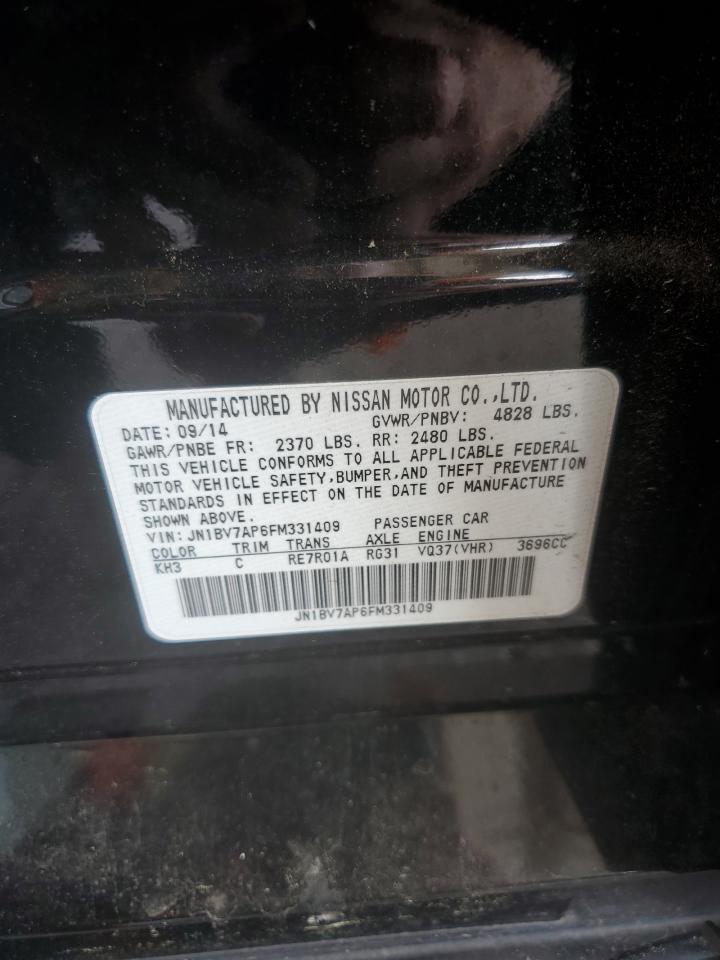 MANUFACTURED BY NISSAN MOTOR CO.,LTD.
DATE: 09/14 GVWR/PNBV: 4828 LBS.
GAWR/PNBE FR: 2370 LBS. RR: 2480 LBS.
THIS VEHICLE CONFORMS TO ALL APPLICABLE FEDERAL
MOTOR VEHICLE SAFETY,BUMPER,AND THEFT PREVENTION
STANDARDS IN EFFECT ON THE DATE OF MANUFACTURE
SHOWN ABOVE.
VIN: JN1BV7AP6FM331409 PASSENGER CAR
COLOR TRIM TRANS AXLE ENGINE
KH3 C RE7R01A RG31 VQ37(VHR) 3696CC
JN1BV7AP6FM331409